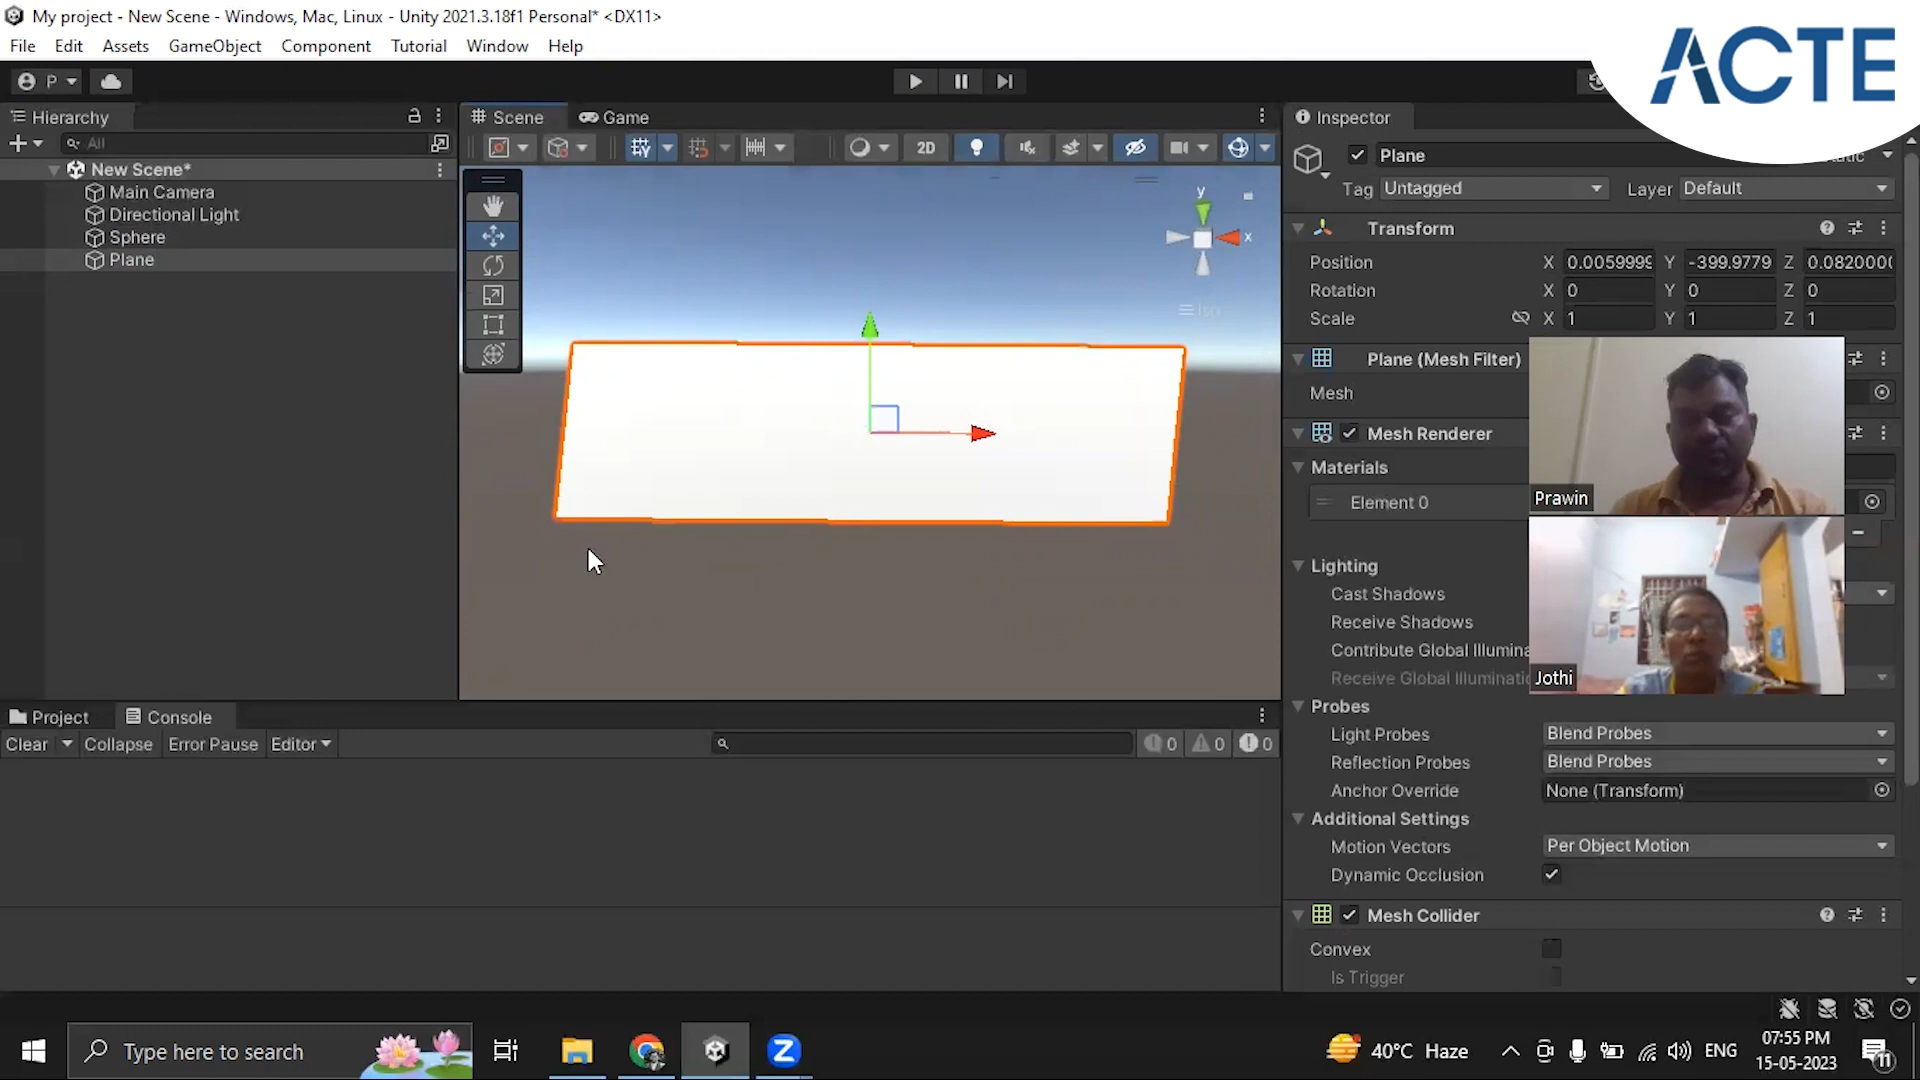 My project - New Scene - Windows, Mac, Linux - Unity 2021.3.18f1 Personal* <DX11>
File Edit Assets GameObject Component Tutorial Window Help
ACTE
P
Hierarchy
All
New Scene*
Main Camera
Directional Light
Sphere
Plane
Scene Game
2D
y
x
Iso
Inspector
Plane
Tag Untagged Layer Default
Transform
Position X 0.0059999 Y -399.9779 Z 0.0820000
Rotation X 0 Y 0 Z 0
Scale X 1 Y 1 Z 1
Plane (Mesh Filter)
Mesh
Mesh Renderer
Materials
Element 0
Prawin
Lighting
Cast Shadows
Receive Shadows
Contribute Global Illumina
Receive Global Illuminatio
Jothi
Probes
Light Probes Blend Probes
Reflection Probes Blend Probes
Anchor Override None (Transform)
Additional Settings
Motion Vectors Per Object Motion
Dynamic Occlusion
Mesh Collider
Convex
Is Trigger
Project Console
Clear Collapse Error Pause Editor 0 0 0
Type here to search
Z
40°C Haze
ENG
07:55 PM
15-05-2023
11